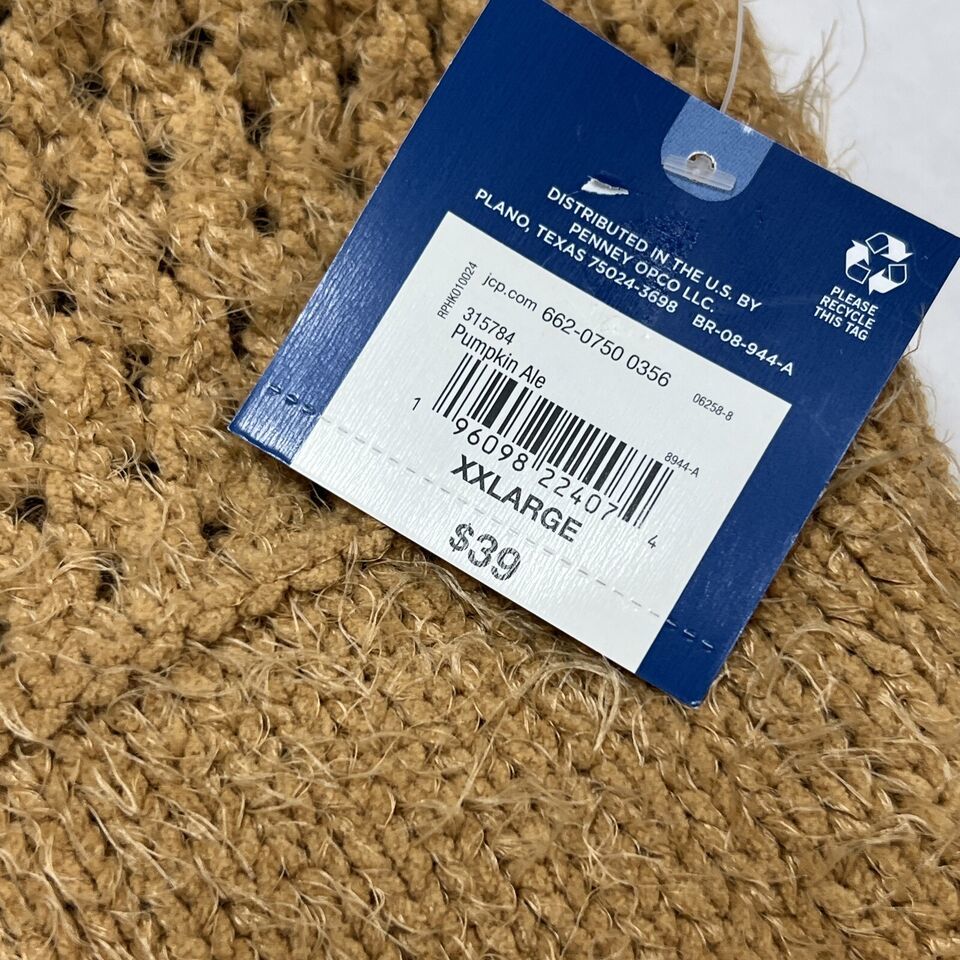 DISTRIBUTED IN THE U.S. BY
PENNEY OPCO LLC.
PLANO, TEXAS 75024-3698 BR-08-944-A
PLEASE
RECYCLE
THIS TAG
RPHK010024
jcp.com 662-0750 0356
06258-8
315784
Pumpkin Ale
8944-A
1 96098 22407 4
XXLARGE
$39